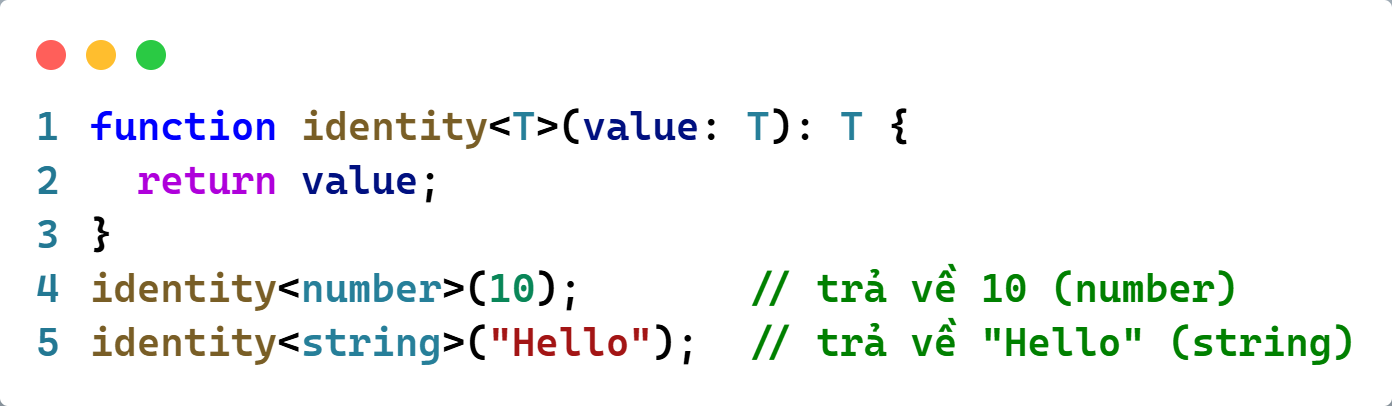 1 function identity<T>(value: T): T {
2   return value;
3 }
4 identity<number>(10);       // trả về 10 (number)
5 identity<string>("Hello");  // trả về "Hello" (string)